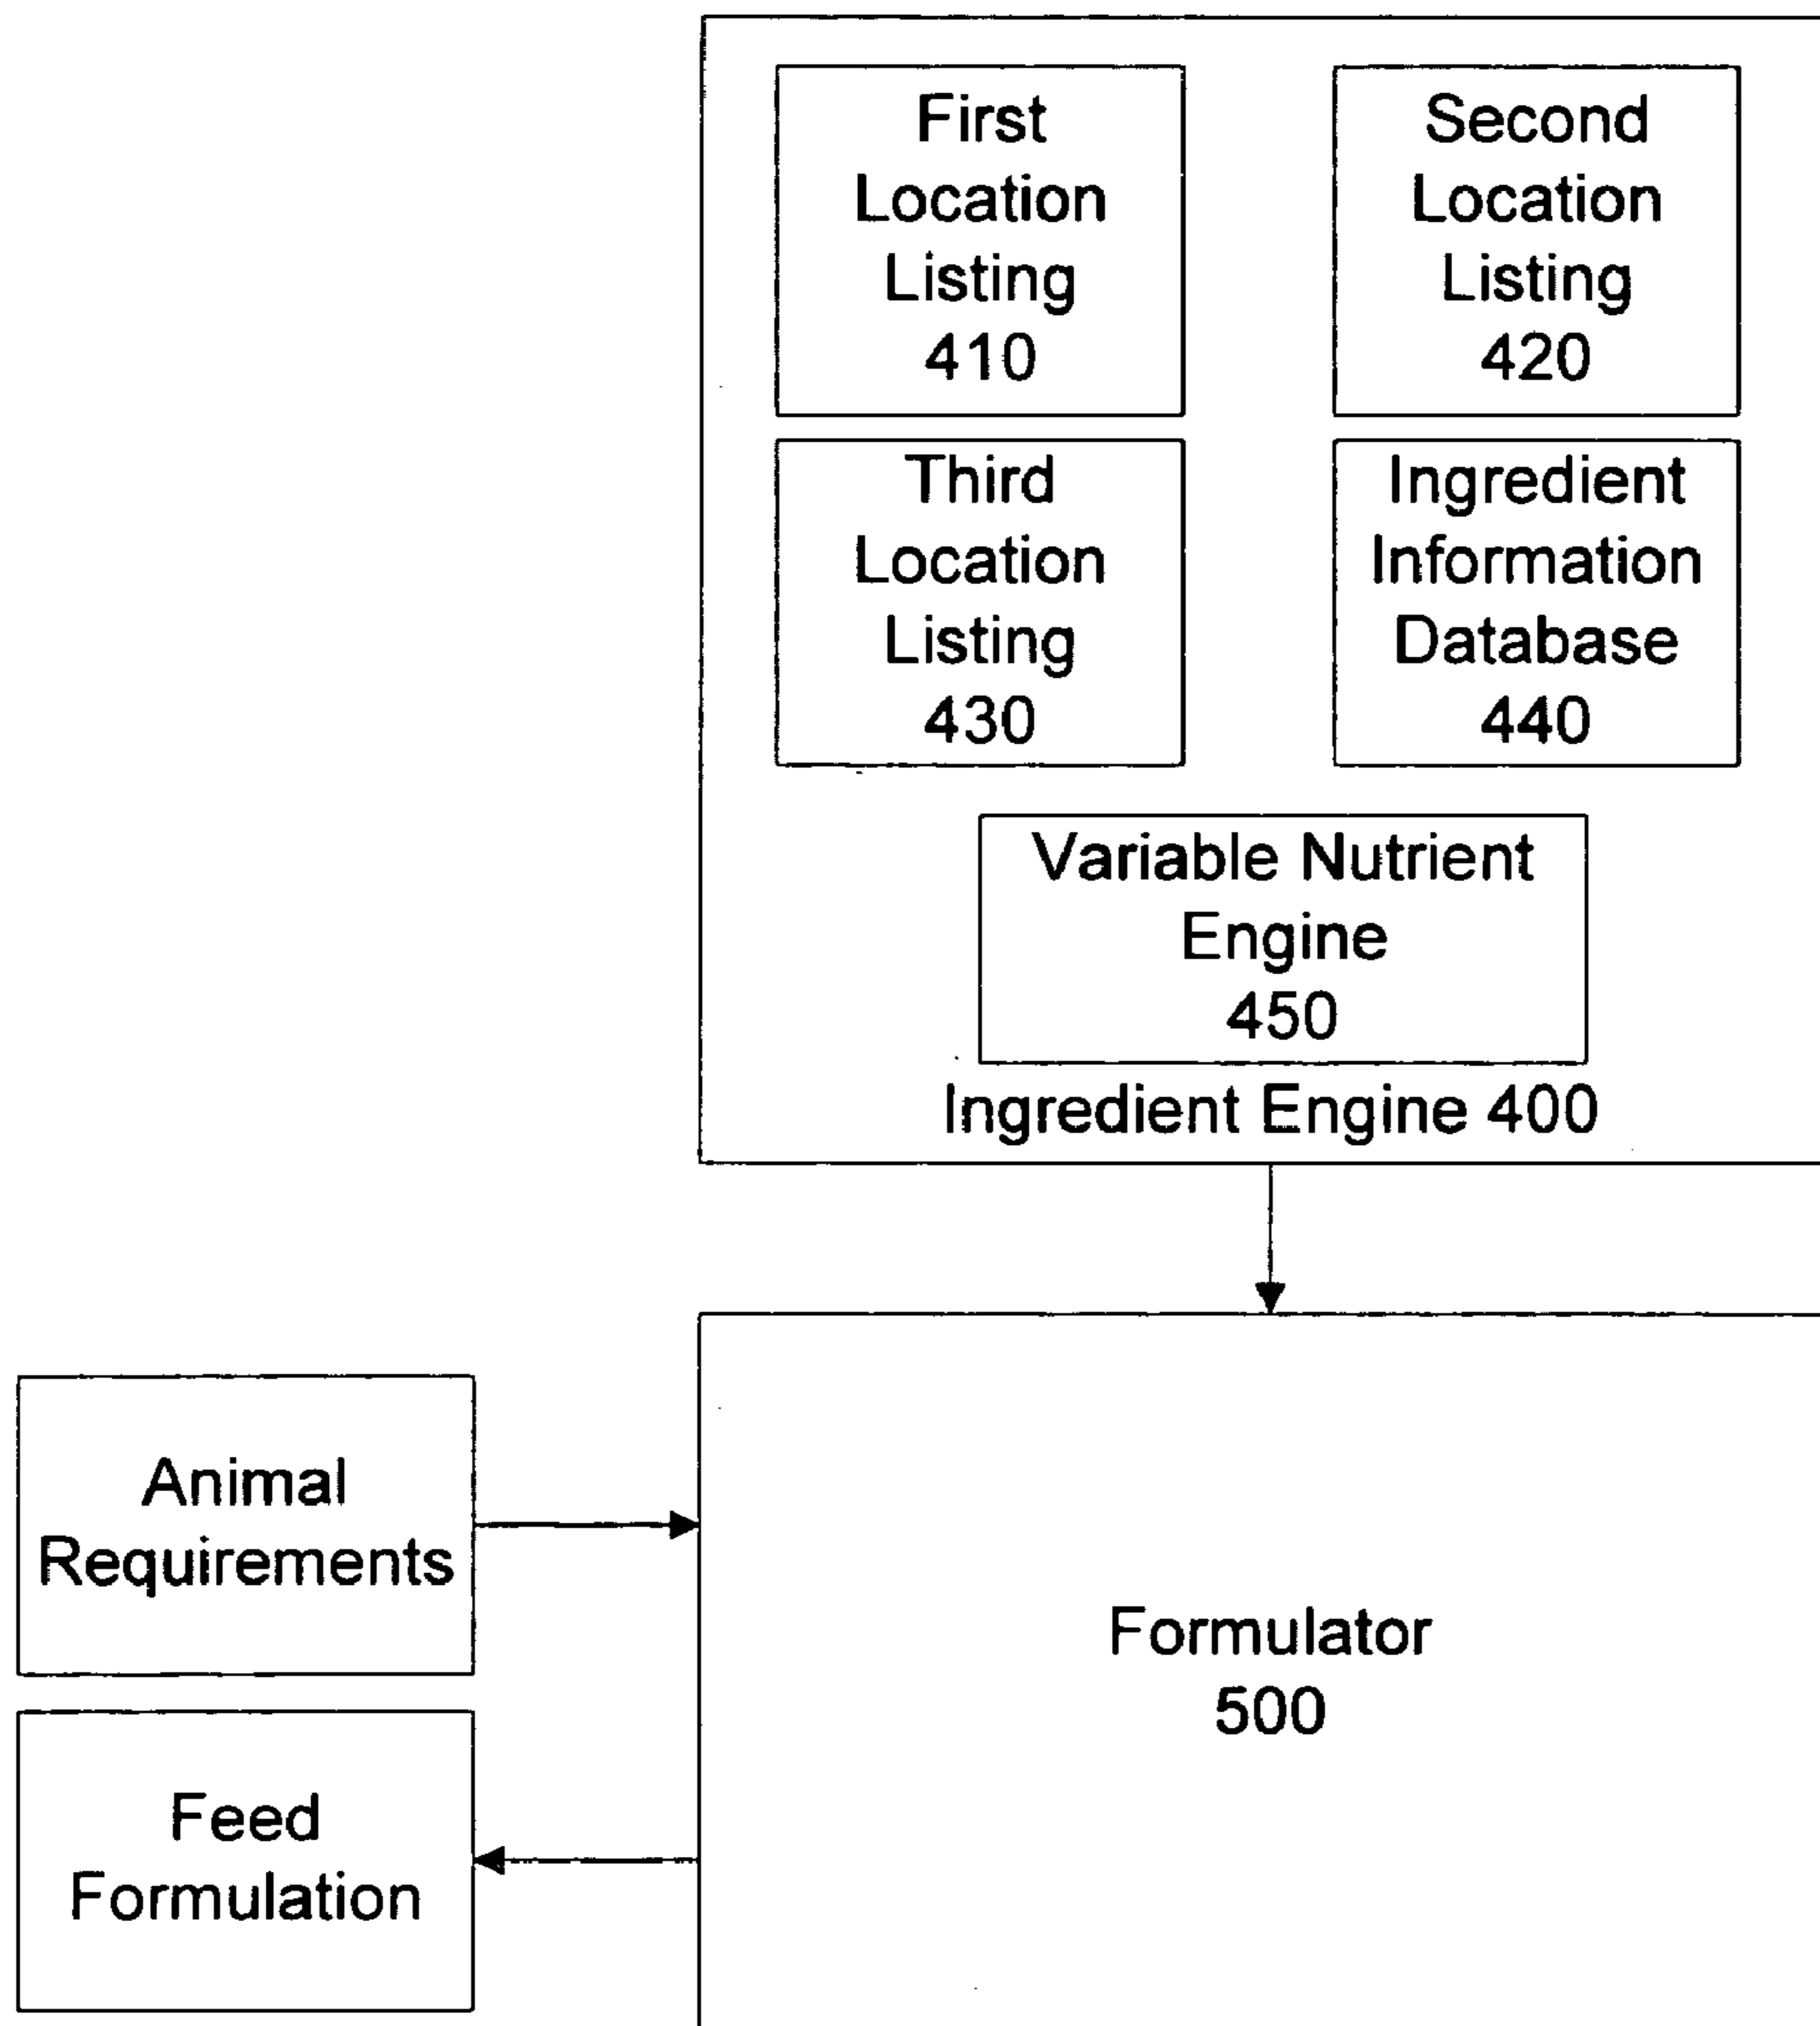 First
Location
Listing
410
Second
Location
Listing
420
Third
Location
Listing
430
Ingredient
Information
Database
440
Variable Nutrient
Engine
450
Ingredient Engine 400
Animal
Requirements
Formulator
500
Feed
Formulation